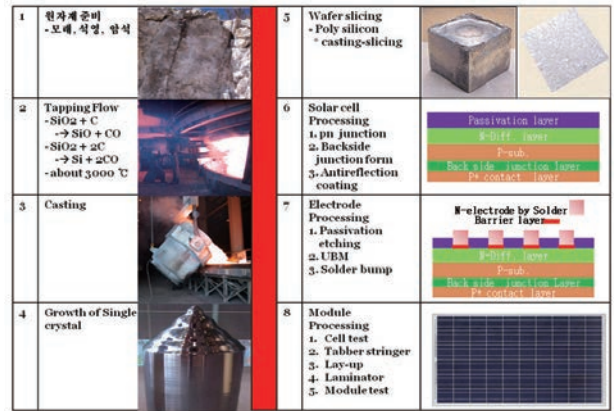 1 원자재 준비
- 모래, 석영, 암석
2 Tapping Flow
- SiO2 + C
-→ SiO + CO
- SiO2 + 2C
-→ Si + 2CO
- about 3000 ℃
3 Casting
4 Growth of Single
crystal
5 Wafer slicing
- Poly silicon
* casting-slicing
6 Solar cell
Processing
1. pn junction
2. Backside
junction form
3. Antireflection
coating
Passivation layer
N-Diff. layer
P-sub.
Back side junction layer
P+ contact layer
7 Electrode
Processing
1. Passivation
etching
2. UBM
3. Solder bump
N-electrode by Solder
Barrier layer
N-Diff. layer
P-sub.
Back side junction Layer
P+ contact layer
8 Module
Processing
1. Cell test
2. Tabber stringer
3. Lay-up
4. Laminator
5. Module test